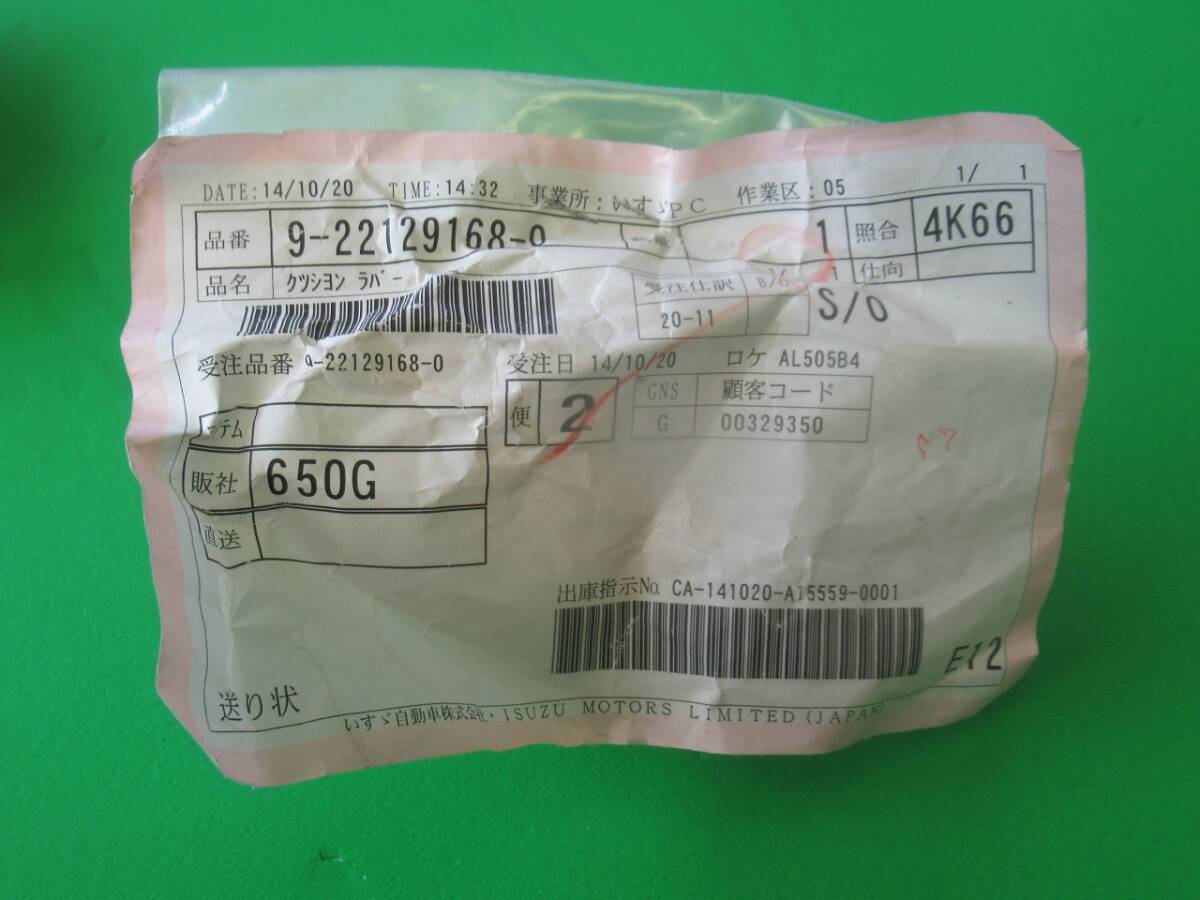 DATE:14/10/20 TIME:14:32 事業所:いすゞPC 作業区:05 1/ 1
品番 9-22129168-0 1 照合 4K66
品名 クツシヨン ラバー 1 仕向
受注仕訳 B/O S/O
20-11
受注品番 9-22129168-0 受注日 14/10/20 ロケ AL505B4
便 2 GNS 顧客コード
G 00329350
テム
販社 650G
直送
出庫指示No. CA-141020-A15559-0001
E12
送り状
いすゞ自動車株式会社・ISUZU MOTORS LIMITED(JAPAN)